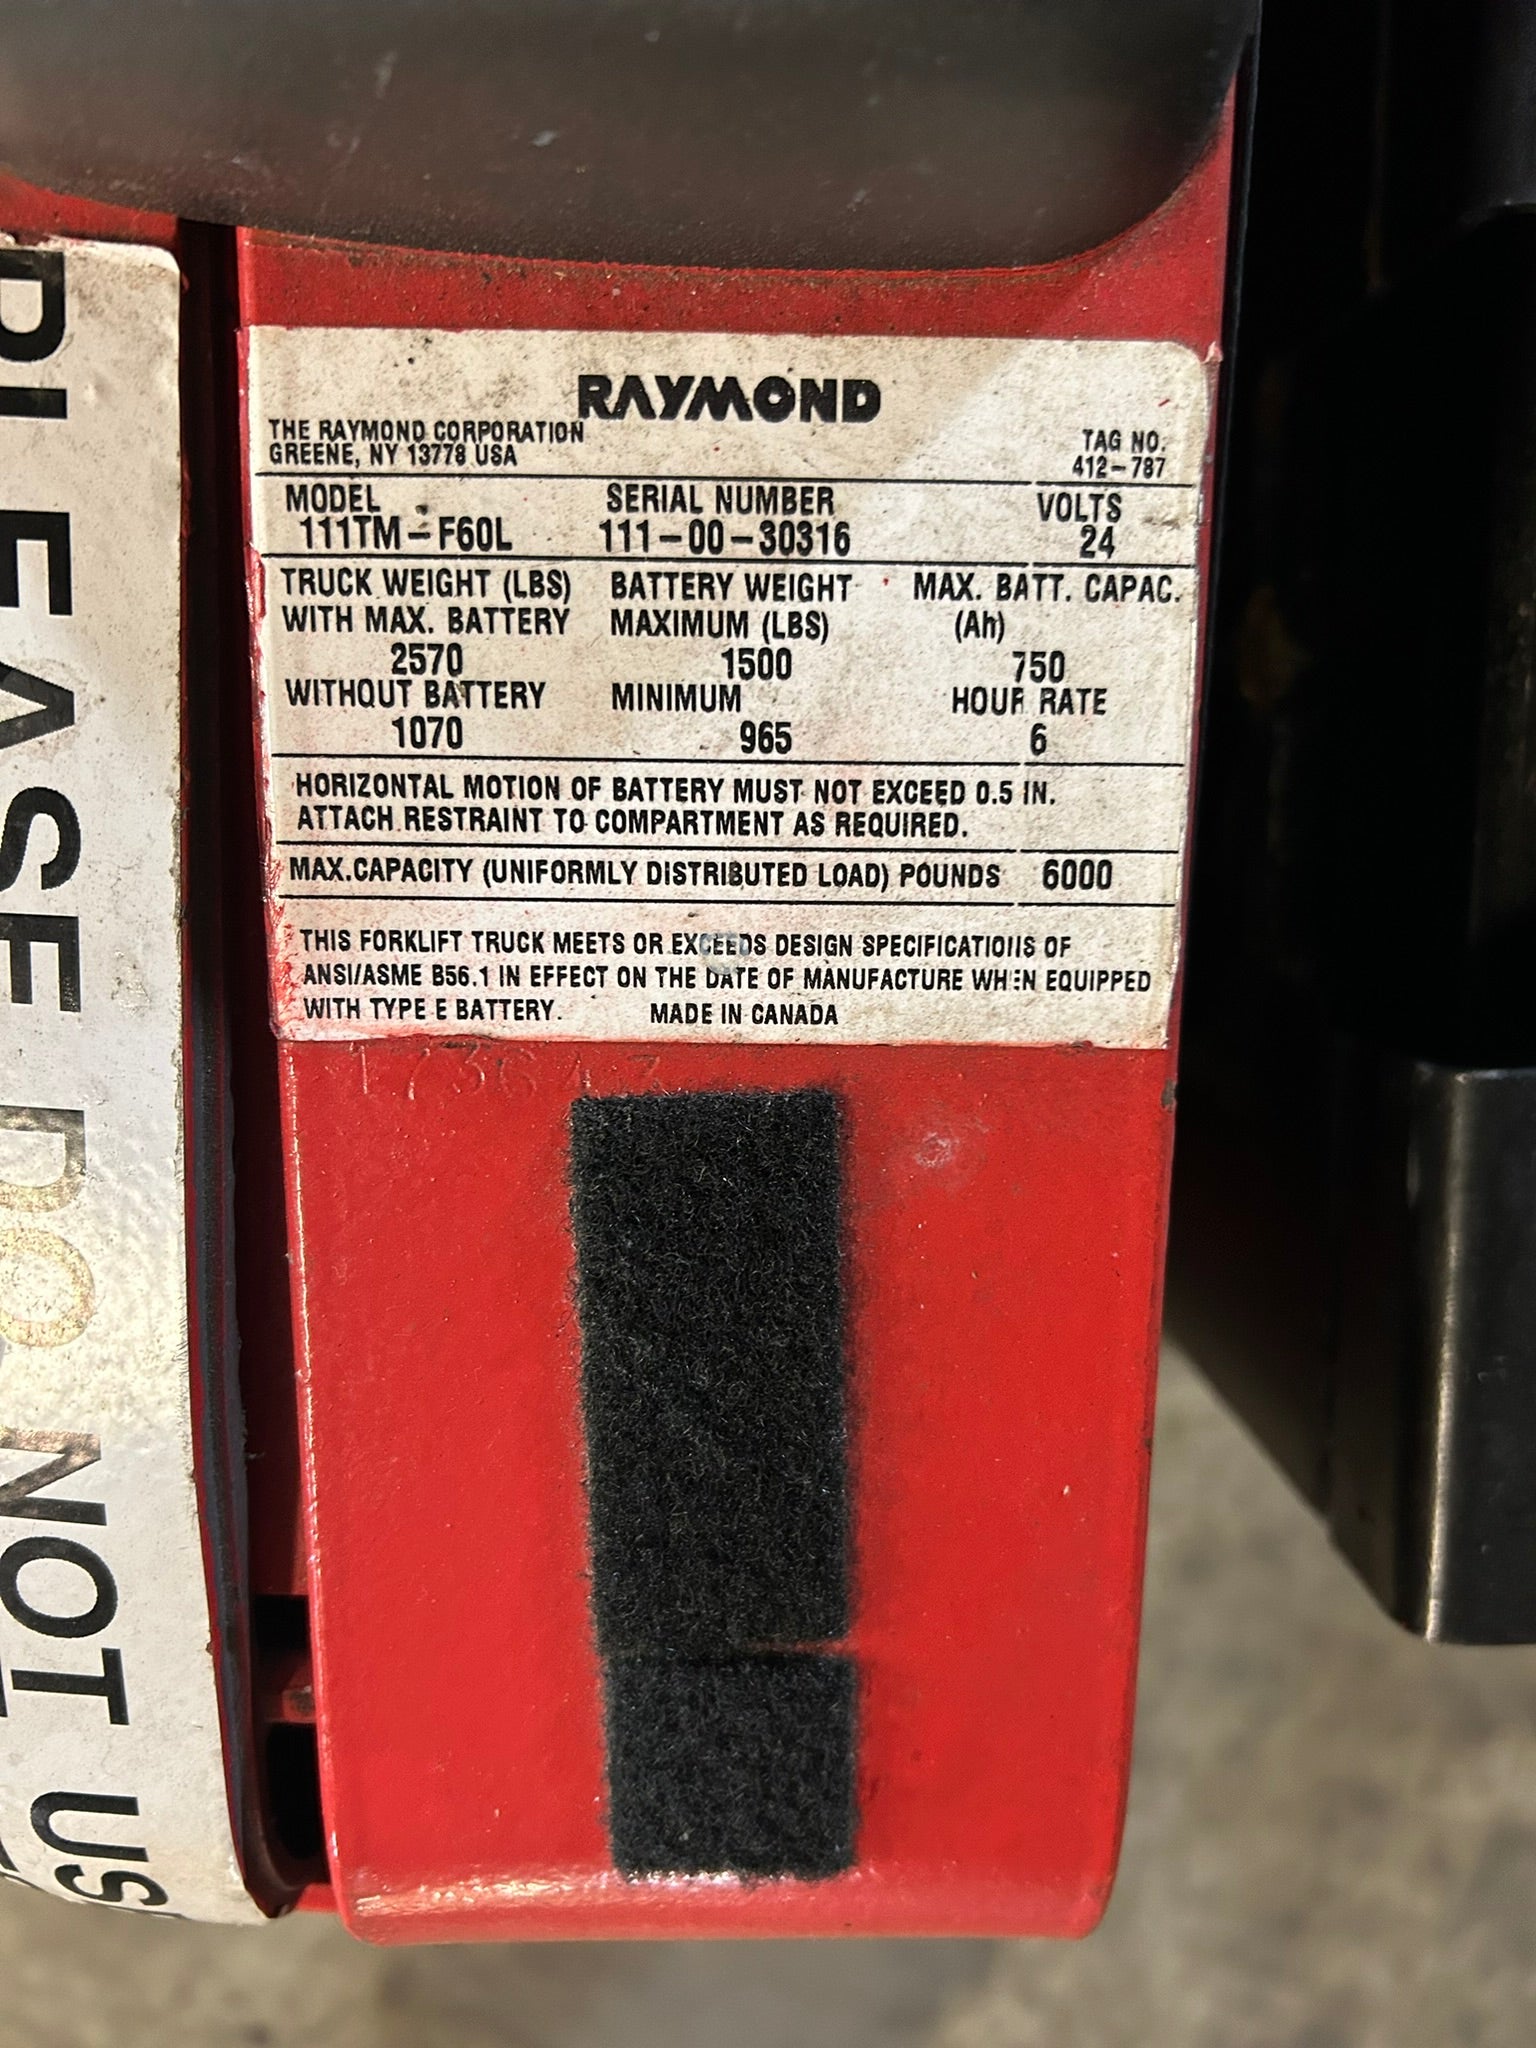 RAYMOND
THE RAYMOND CORPORATION
GREENE, NY 13778 USA
TAG NO.
412-787
MODEL SERIAL NUMBER VOLTS
111TM-F60L 111-00-30316 24
TRUCK WEIGHT (LBS) BATTERY WEIGHT MAX. BATT. CAPAC.
WITH MAX. BATTERY MAXIMUM (LBS) (Ah)
2570 1500 750
WITHOUT BATTERY MINIMUM HOUR RATE
1070 965 6
HORIZONTAL MOTION OF BATTERY MUST NOT EXCEED 0.5 IN.
ATTACH RESTRAINT TO COMPARTMENT AS REQUIRED.
MAX.CAPACITY (UNIFORMLY DISTRIBUTED LOAD) POUNDS 6000
THIS FORKLIFT TRUCK MEETS OR EXCEEDS DESIGN SPECIFICATIONS OF
ANSI/ASME B56.1 IN EFFECT ON THE DATE OF MANUFACTURE WHEN EQUIPPED
WITH TYPE E BATTERY. MADE IN CANADA
PLEASE DO NOT US